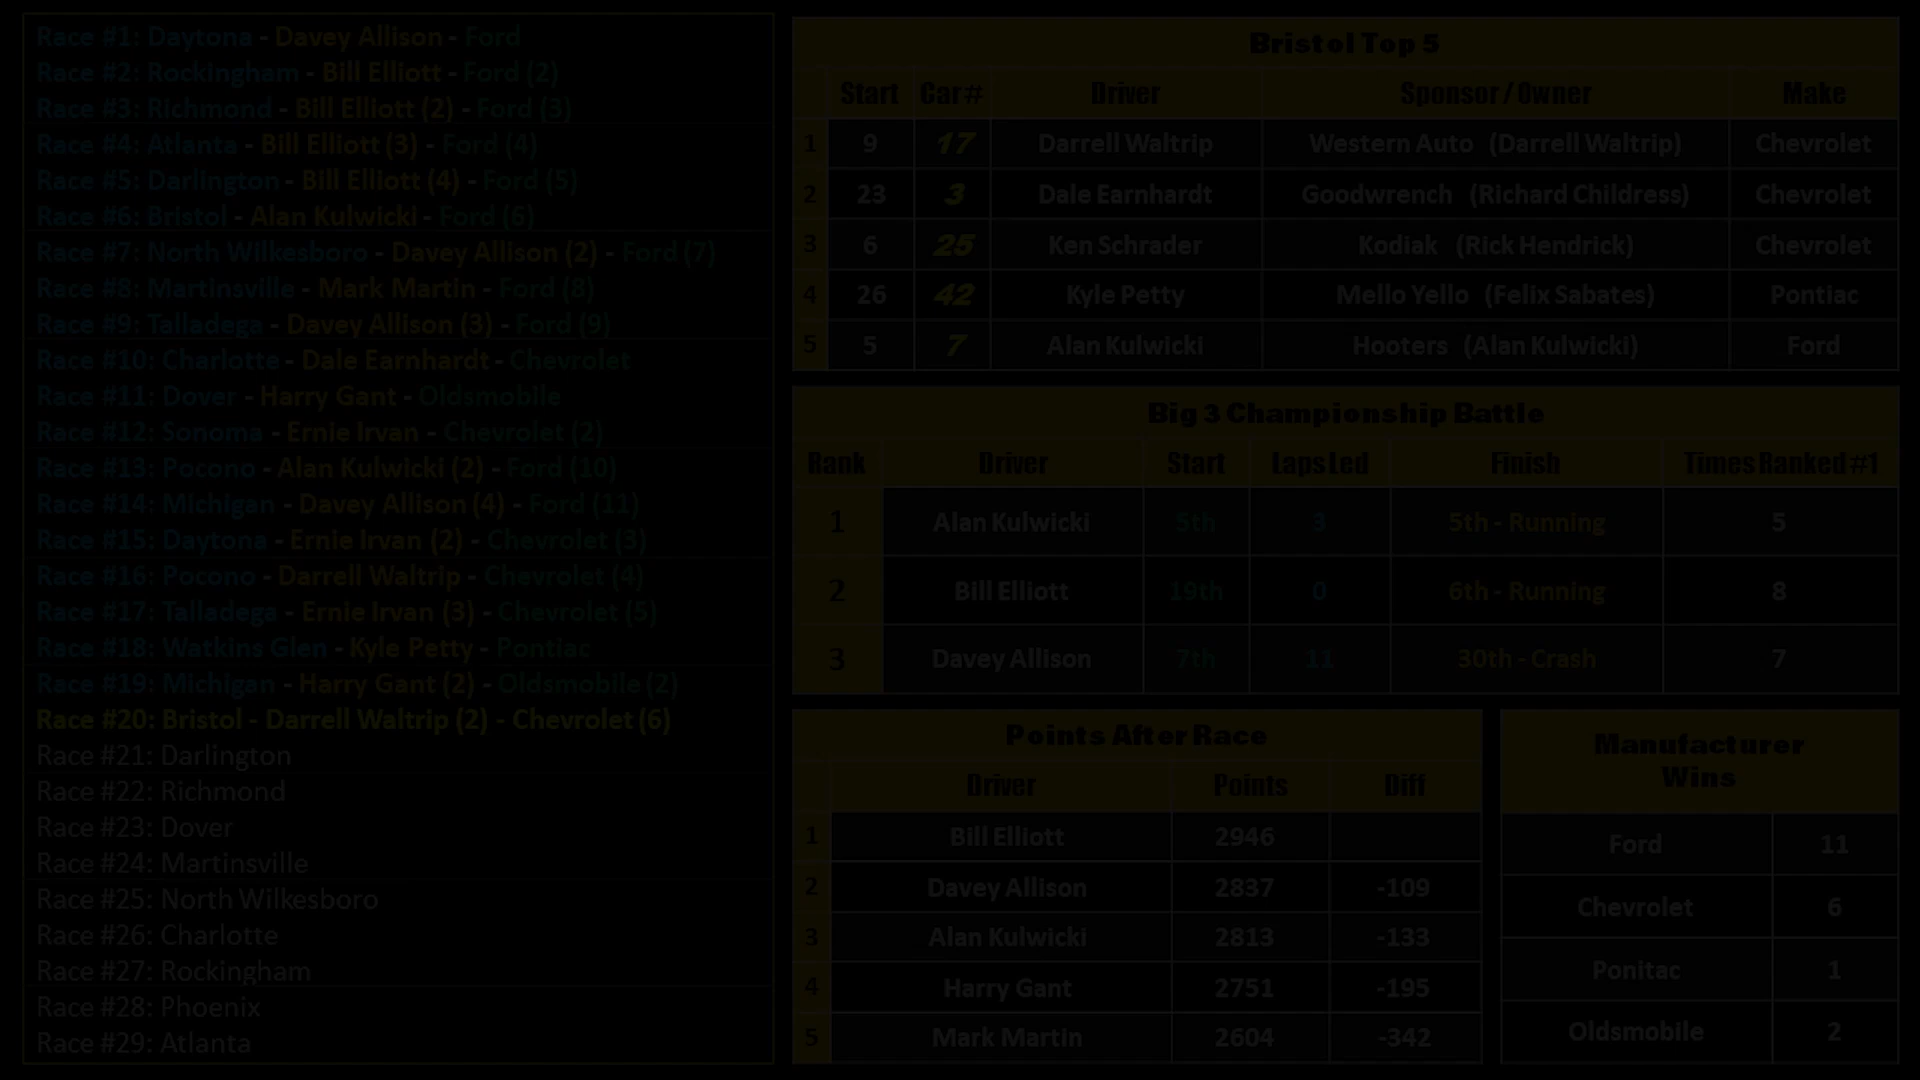 Race #1: Daytona - Davey Allison - Ford
Race #2: Rockingham - Bill Elliott - Ford (2)
Race #3: Richmond - Bill Elliott (2) - Ford (3)
Race #4: Atlanta - Bill Elliott (3) - Ford (4)
Race #5: Darlington - Bill Elliott (4) - Ford (5)
Race #6: Bristol - Alan Kulwicki - Ford (6)
Race #7: North WIlkesboro - Davey Allison (2) - Ford (7)
Race #8: Martinsville - Mark Martin - Ford (8)
Race #9: Talladega - Davey Allison (3) - Ford (9)
Race #10: Charlotte - Dale Earnhardt - Chevrolet
Race #11: Dover - Harry Gant - Oldsmobile
Race #12: Sonoma - Ernie Irvan - Chevrolet (2)
Race #13: Pocono - Alan Kulwicki (2) - Ford (10)
Race #14: Michigan - Davey Allison (4) - Ford (11)
Race #15: Daytona - Ernie Irvan (2) - Chevrolet (3)
Race #16: Pocono - Darrell Waltrip - Chevrolet (4)
Race #17: Talladega - Ernie Irvan (3) - Chevrolet (5)
Race #18: Watkins Glen - Kyle Petty - Pontiac
Race #19: Michigan - Harry Gant (2) - Oldsmobile (2)
Race #20: Bristol - Darrell Waltrip (2) - Chevrolet (6)
Race #21: Darlington
Race #22: Richmond
Race #23: Dover
Race #24: Martinsville
Race #25: North Wilkesboro
Race #26: Charlotte
Race #27: Rockingham
Race #28: Phoenix
Race #29: Atlanta
Bristol Top 5
Start Car # Driver Sponsor / Owner Make
1 9 17 Darrell Waltrip Western Auto (Darrell Waltrip) Chevrolet
2 23 3 Dale Earnhardt Goodwrench (Richard Childress) Chevrolet
3 6 25 Ken Schrader Kodiak (Rick Hendrick) Chevrolet
4 26 42 Kyle Petty Mello Yello (Felix Sabates) Pontiac
5 5 7 Alan Kulwicki Hooters (Alan Kulwicki) Ford
Big 3 Championship Battle
Rank Driver Start Laps Led Finish Times Ranked #1
1 Alan Kulwicki 5th 3 5th - Running 5
2 Bill Elliott 19th 0 6th - Running 8
3 Davey Allison 7th 11 30th - Crash 7
Points After Race
Driver Points Diff
1 Bill Elliott 2946
2 Davey Allison 2837 -109
3 Alan Kulwicki 2813 -133
4 Harry Gant 2751 -195
5 Mark Martin 2604 -342
Manufacturer
Wins
Ford 11
Chevrolet 6
Ponitac 1
Oldsmobile 2